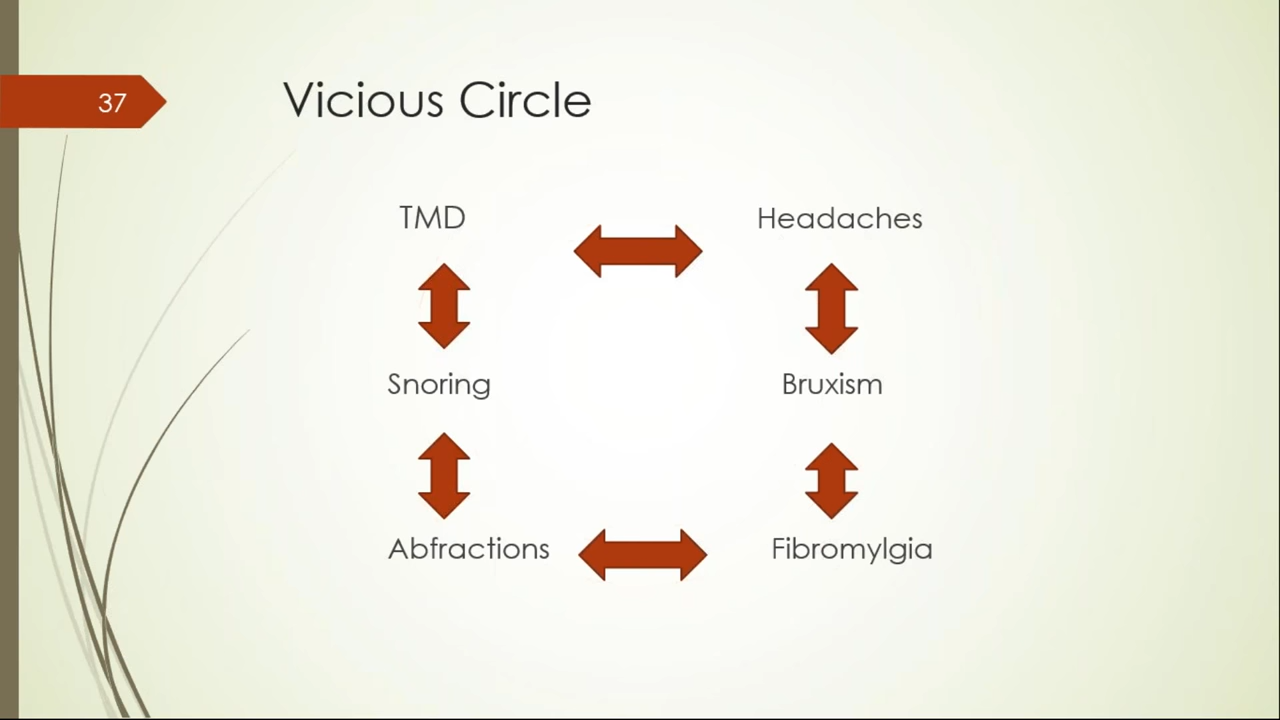 37
Vicious Circle
TMD
Headaches
Snoring
Bruxism
Abfractions
Fibromylgia